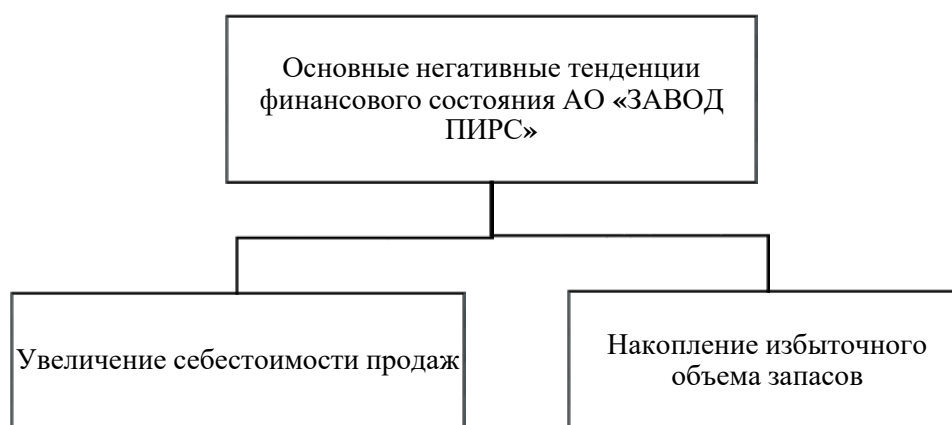 Основные негативные тенденции
финансового состояния АО «ЗАВОД
ПИРС»
Увеличение себестоимости продаж
Накопление избыточного
объема запасов